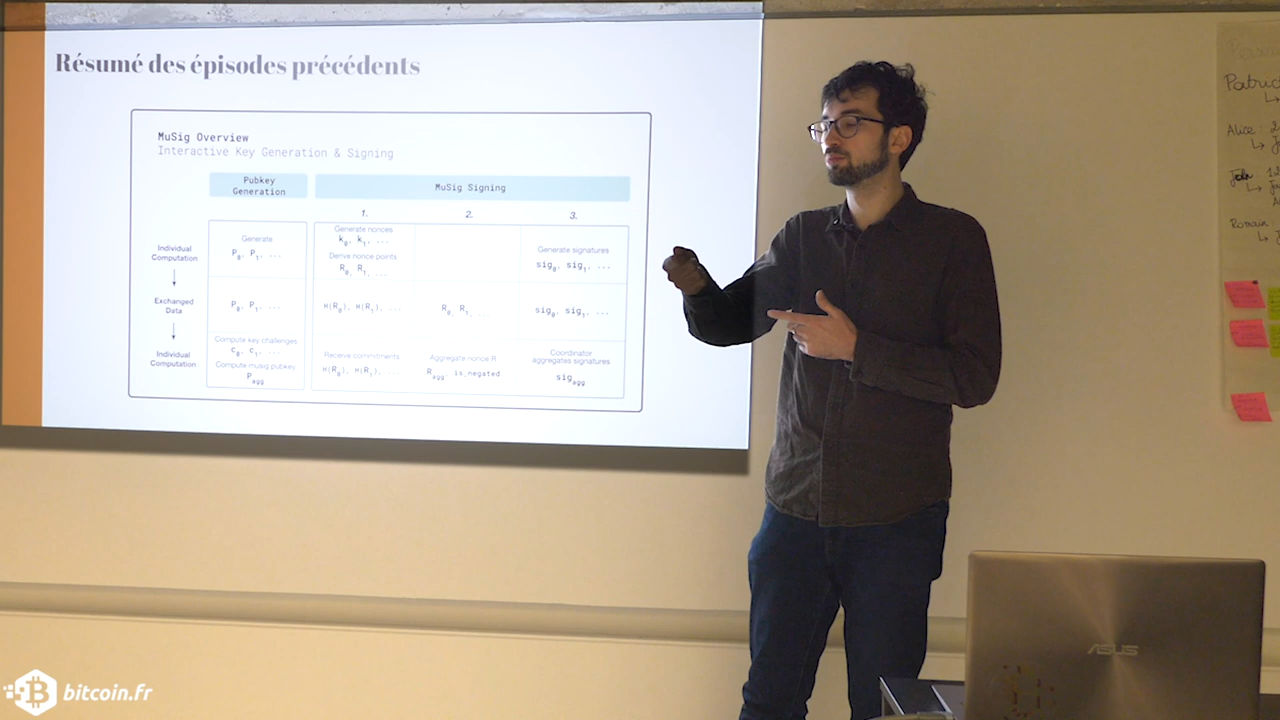 Résumé des épisodes précédents
MuSig Overview
Interactive Key Generation & Signing
Pubkey
Generation
MuSig Signing
1.
2.
3.
Individual
Computation
Generate
P0, P1, ...
Generate nonces
k0, k1, ...
Derive nonce points
R0, R1, ...
Generate signatures
sig0, sig1, ...
Exchanged
Data
P0, P1, ...
H(R0), H(R1), ...
R0, R1, ...
sig0, sig1, ...
Individual
Computation
Compute key challenges
c0, c1, ...
Compute musig pubkey
Pagg
Receive commitments
H(R0), H(R1), ...
Aggregate nonce R
Ragg, is_negated
Coordinator
aggregates signatures
sigagg
Patric
Alice : 2
Romain
ASUS
bitcoin.fr